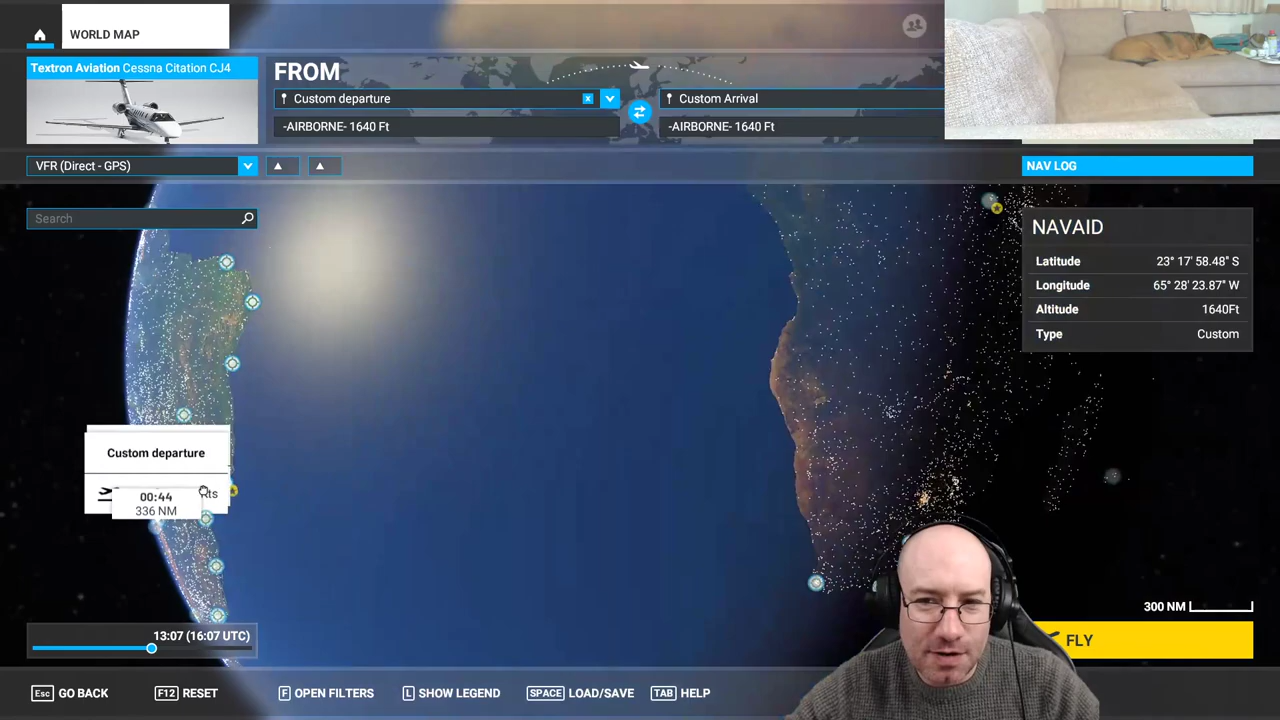 WORLD MAP
Textron Aviation Cessna Citation CJ4
FROM
Custom departure
x
Custom Arrival
-AIRBORNE- 1640 Ft
-AIRBORNE- 1640 Ft
VFR (Direct - GPS)
NAV LOG
Search
NAVAID
Latitude 23° 17' 58.48" S
Longitude 65° 28' 23.87" W
Altitude 1640Ft
Type Custom
Custom departure
00:44
336 NM
300 NM
13:07 (16:07 UTC)
FLY
Esc GO BACK
F12 RESET
F OPEN FILTERS
L SHOW LEGEND
SPACE LOAD/SAVE
TAB HELP